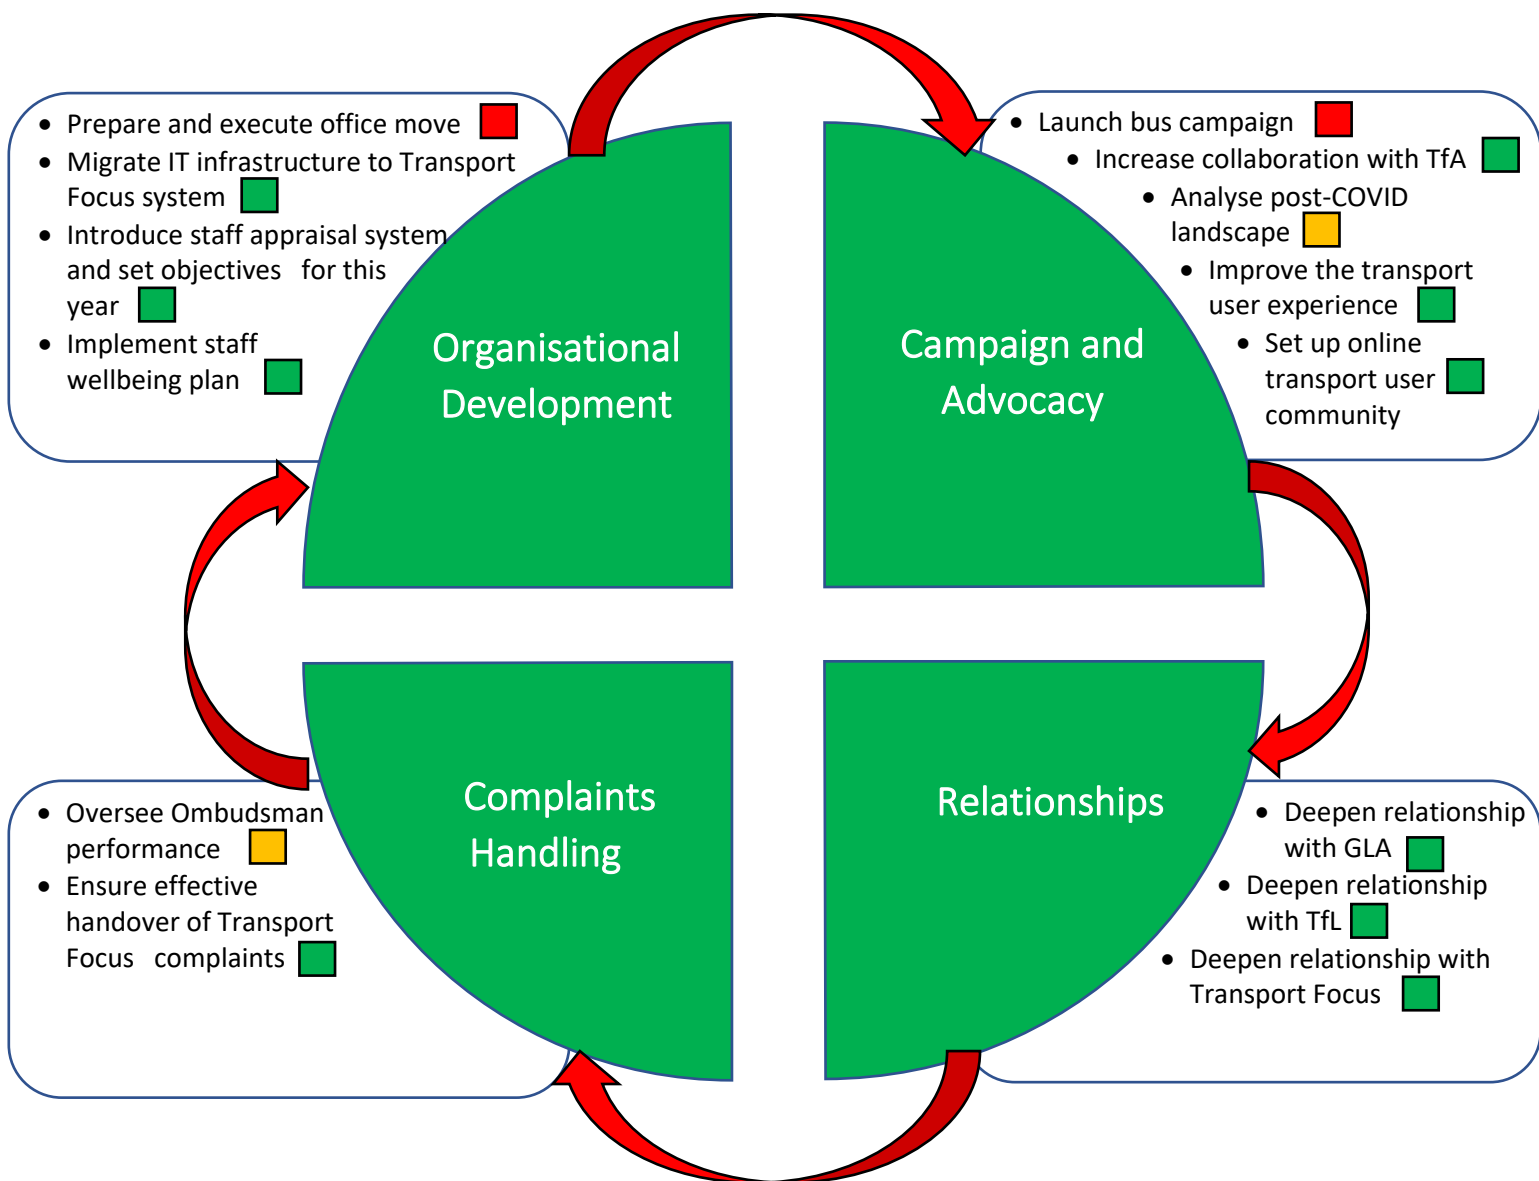 • Prepare and execute office move
• Migrate IT infrastructure to Transport
Focus system
• Introduce staff appraisal system
and set objectives for this
year
• Implement staff
wellbeing plan
• Launch bus campaign
• Increase collaboration with TfA
• Analyse post-COVID
landscape
• Improve the transport
user experience
• Set up online
transport user
community
Organisational
Development
Campaign and
Advocacy
Complaints
Handling
Relationships
• Oversee Ombudsman
performance
• Ensure effective
handover of Transport
Focus complaints
• Deepen relationship
with GLA
• Deepen relationship
with TfL
• Deepen relationship with
Transport Focus